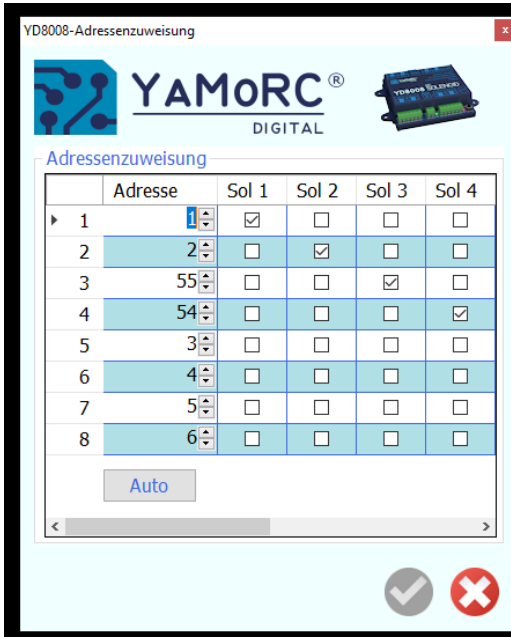 YD8008-Adressenzuweisung x
YAMORC®
DIGITAL
YD8008 SOLENOID
Adressenzuweisung
Adresse Sol 1 Sol 2 Sol 3 Sol 4
1 1
2 2
3 55
4 54
5 3
6 4
7 5
8 6
Auto